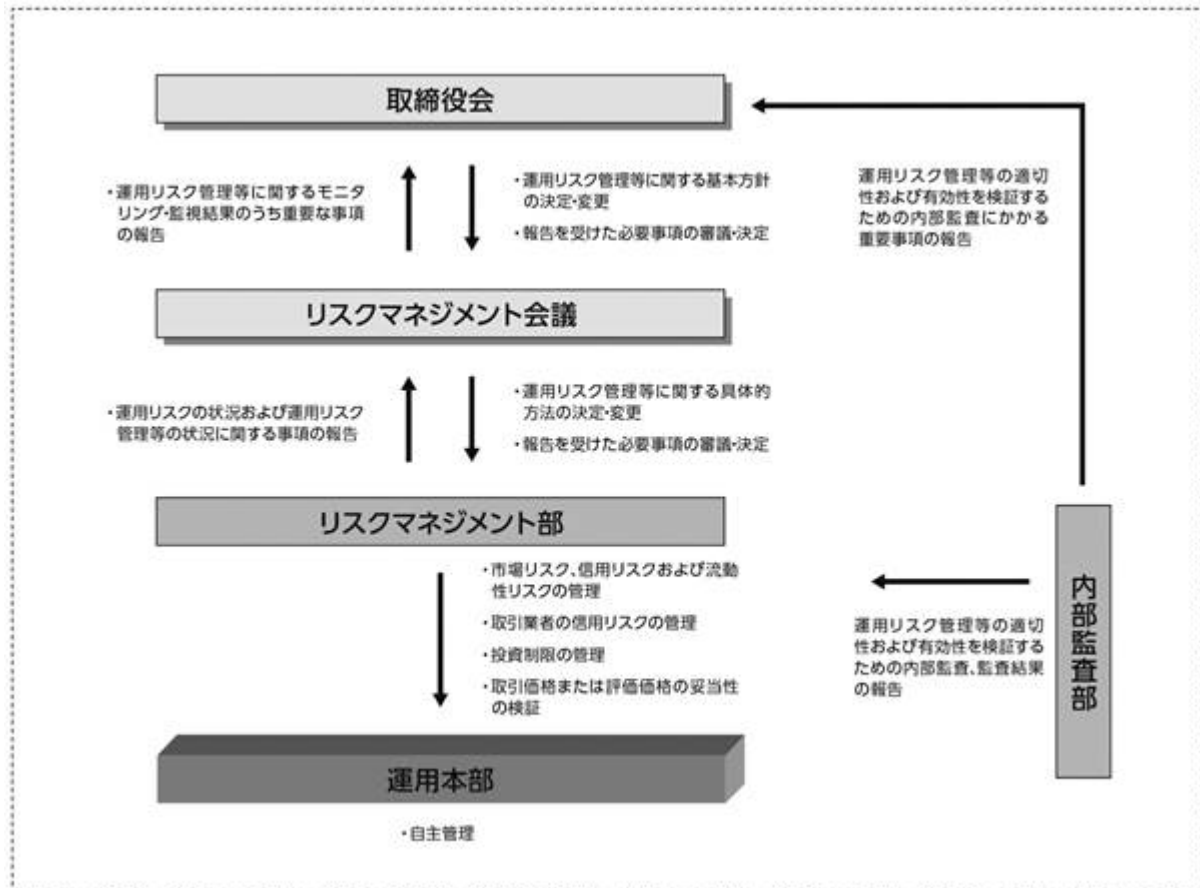 取締役会
・運用リスク管理等に関するモニタ
リング・監視結果のうち重要な事項
の報告
・運用リスク管理等に関する基本方針
の決定・変更
・報告を受けた必要事項の審議・決定
運用リスク管理等の適切
性および有効性を検証する
ための内部監査にかかる
重要事項の報告
リスクマネジメント会議
・運用リスクの状況および運用リスク
管理等の状況に関する事項の報告
・運用リスク管理等に関する具体的
方法の決定・変更
・報告を受けた必要事項の審議・決定
リスクマネジメント部
・市場リスク、信用リスクおよび流動
性リスクの管理
・取引業者の信用リスクの管理
・投資制限の管理
・取引価格または評価価格の妥当性
の検証
運用リスク管理等の適切
性および有効性を検証する
ための内部監査、監査結果
の報告
内部監査部
運用本部
・自主管理